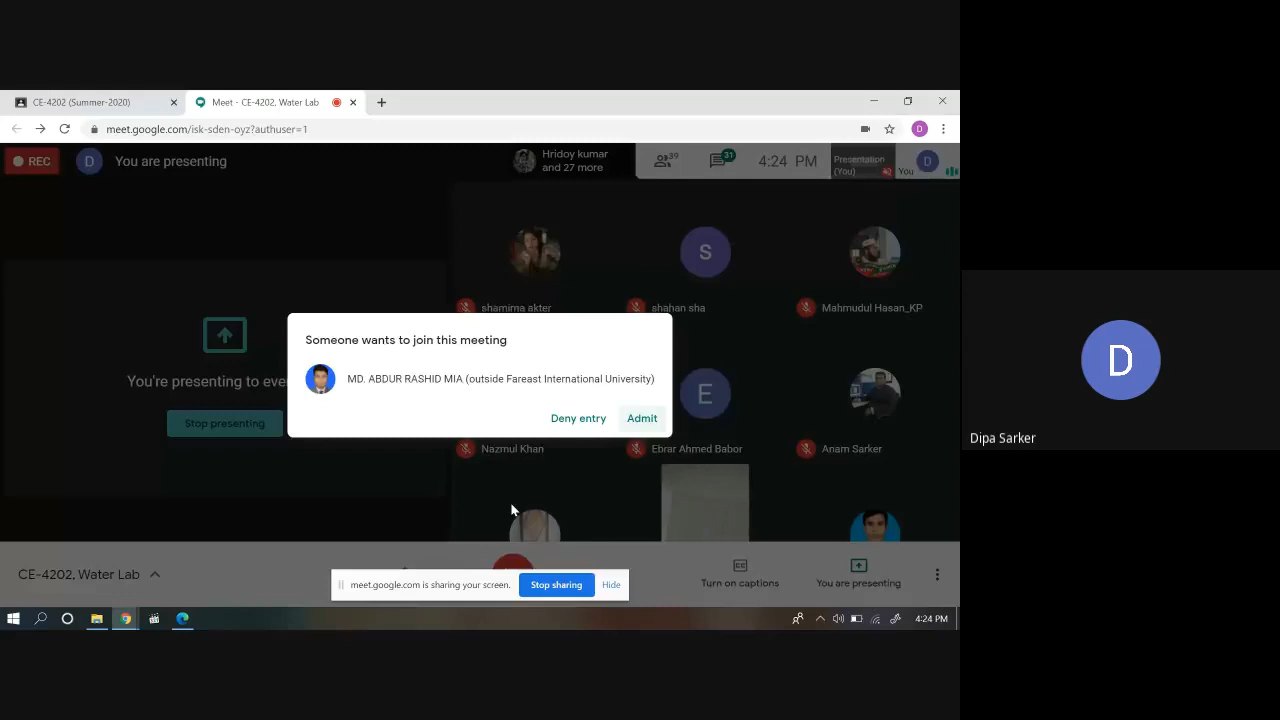 CE-4202 (Summer-2020)
Meet - CE-4202, Water Lab
meet.google.com/isk-sden-oyz?authuser=1
D
REC
D
You are presenting
Hridoy kumar
and 27 more
39
31
4:24 PM
Presentation
(You)
You
D
S
shamima akter
shahan sha
Mahmudul Hasan_KP
Someone wants to join this meeting
MD. ABDUR RASHID MIA (outside Fareast International University)
Deny entry
Admit
You're presenting to eve
Stop presenting
E
Nazmul Khan
Ebrar Ahmed Babor
Anam Sarker
D
Dipa Sarker
CE-4202, Water Lab
meet.google.com is sharing your screen.
Stop sharing
Hide
CC
Turn on captions
You are presenting
4:24 PM